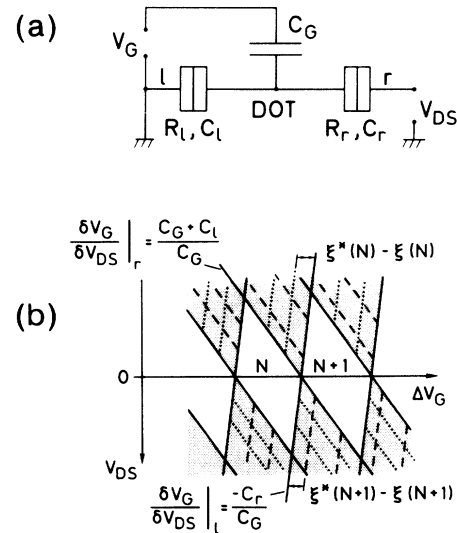 (a)
C_G
V_G
l
r
DOT
V_DS
R_l, C_l
R_r, C_r
δV_G/δV_DS |_r = (C_G + C_l)/C_G
ξ*(N) - ξ(N)
(b)
0
N
N+1
ΔV_G
V_DS
δV_G/δV_DS |_l = -C_r/C_G
ξ*(N+1) - ξ(N+1)